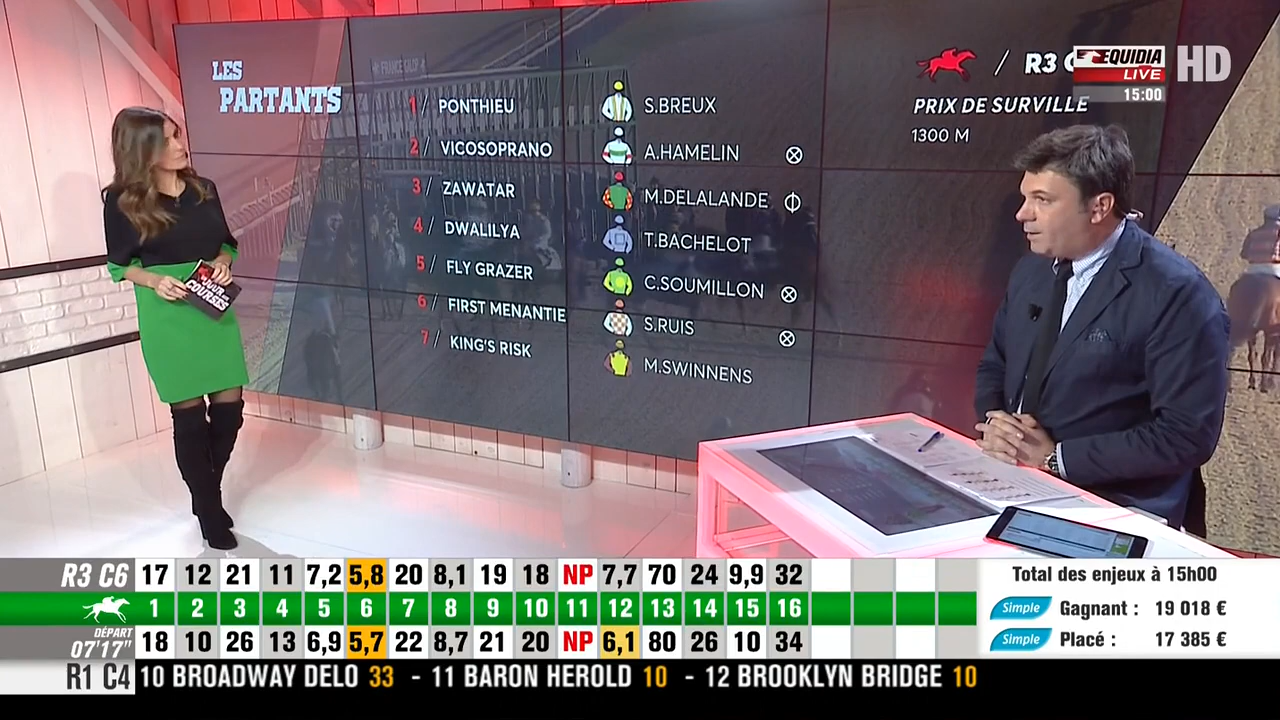 LES
PARTANTS
FRANCE GALOP
1 / PONTHIEU S.BREUX
2 / VICOSOPRANO A.HAMELIN
3 / ZAWATAR M.DELALANDE
4 / DWALILYA T.BACHELOT
5 / FLY GRAZER C.SOUMILLON
6 / FIRST MENANTIE S.RUIS
7 / KING'S RISK M.SWINNENS
/ R3
PRIX DE SURVILLE
1300 M
EQUIDIA
LIVE
HD
15:00
LE JOUR DE
COURSES
R3 C6 17 12 21 11 7,2 5,8 20 8,1 19 18 NP 7,7 70 24 9,9 32
1 2 3 4 5 6 7 8 9 10 11 12 13 14 15 16
DÉPART
07'17" 18 10 26 13 6,9 5,7 22 8,7 21 20 NP 6,1 80 26 10 34
Total des enjeux à 15h00
Simple Gagnant : 19 018 €
Simple Placé : 17 385 €
R1 C4 10 BROADWAY DELO 33 - 11 BARON HEROLD 10 - 12 BROOKLYN BRIDGE 10